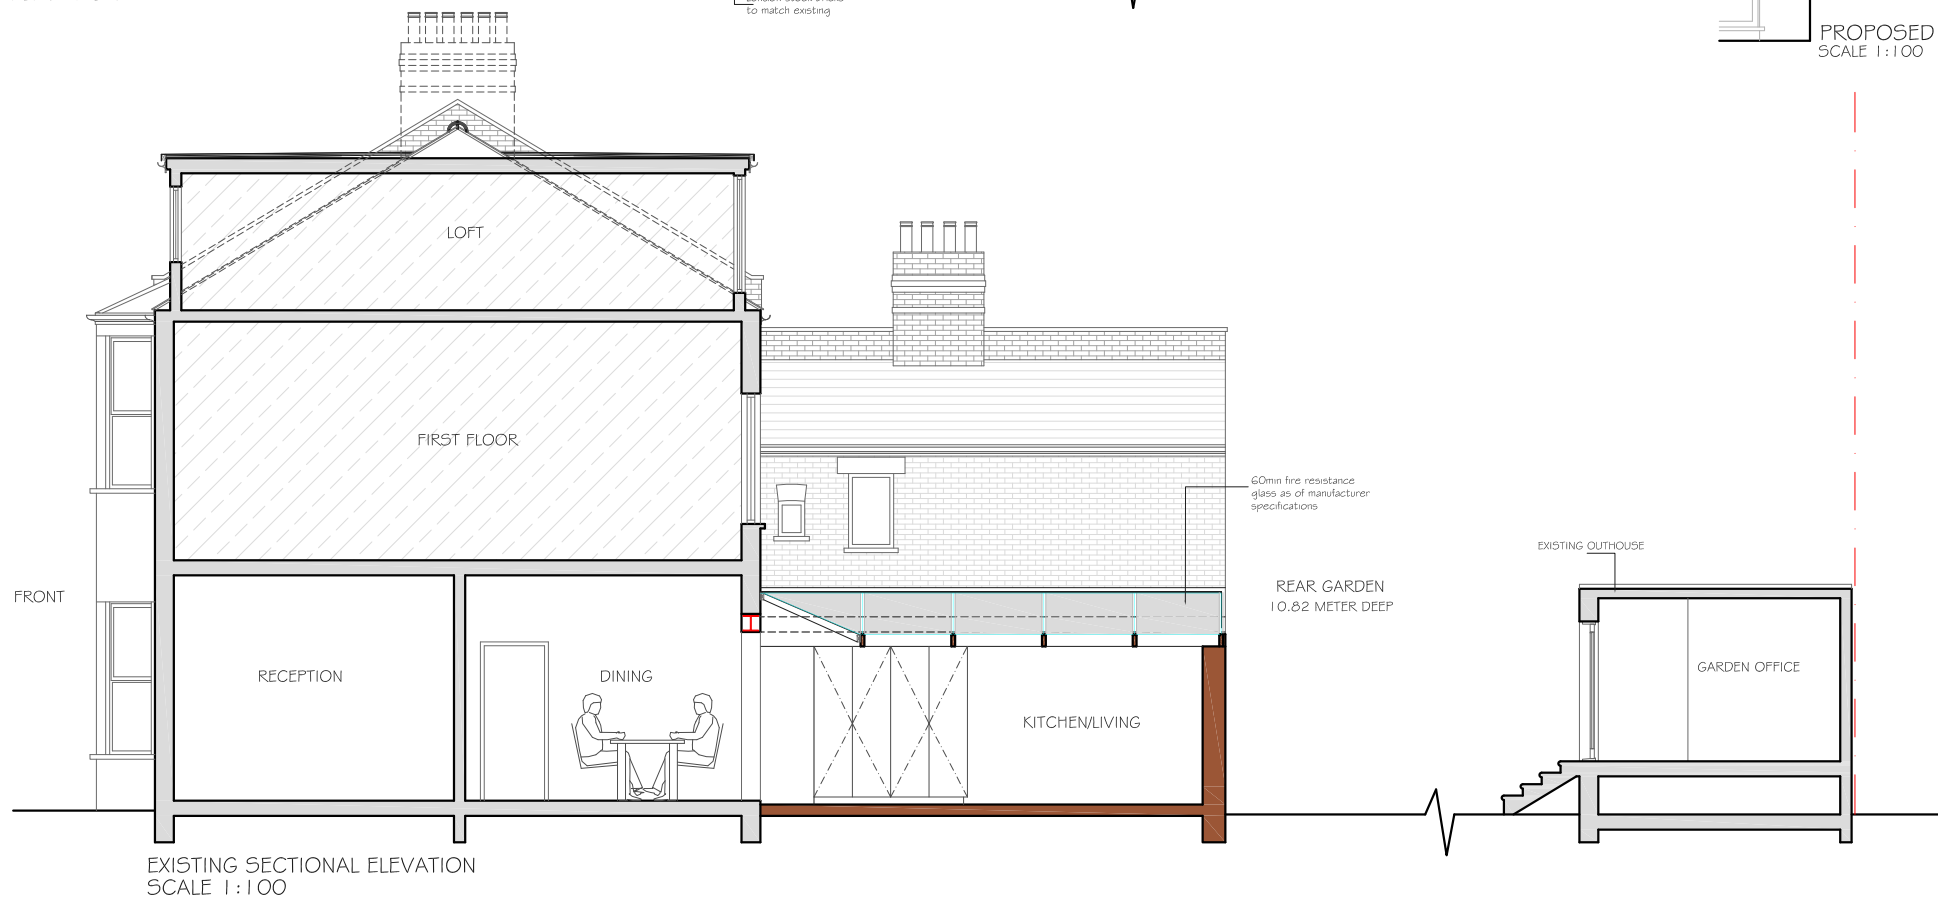 to match existing
PROPOSED
SCALE 1:100
LOFT
FIRST FLOOR
60min fire resistance
glass as of manufacturer
specifications
EXISTING OUTHOUSE
FRONT
REAR GARDEN
10.82 METER DEEP
RECEPTION
DINING
GARDEN OFFICE
KITCHEN/LIVING
EXISTING SECTIONAL ELEVATION
SCALE 1:100